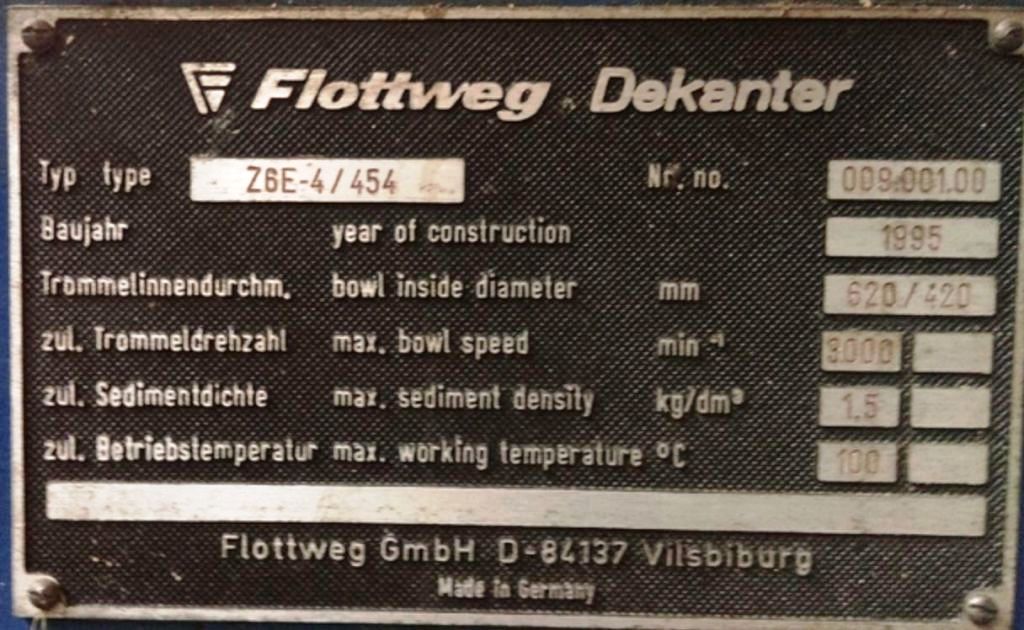 Flottweg Dekanter
Typ type Z6E-4/454 Nr. no. 009.001.00
Baujahr year of construction 1995
Trommelinnendurchm. bowl inside diameter mm 620/420
zul. Trommeldrehzahl max. bowl speed min⁻¹ 3.000
zul. Sedimentdichte max. sediment density kg/dm³ 1.5
zul. Betriebstemperatur max. working temperature °C 100
Flottweg GmbH D-84137 Vilsbiburg
Made in Germany